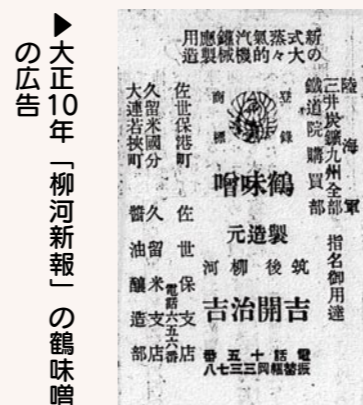 ▶大正10年「柳河新報」の鶴味噌
の広告
新式蒸氣汽鑵應用
の大々的機械製造
陸海軍
三井炭鑛九州全部
鐵道院購買部
指名御用達
登錄
商標
鶴味噌
製造元
筑後柳河
吉開治吉
電話十五番
振替福岡三三七八
佐世保港町 佐世保支店
電話六五六番
久留米國分 久留米支店
大連若狹町 醬油釀造部